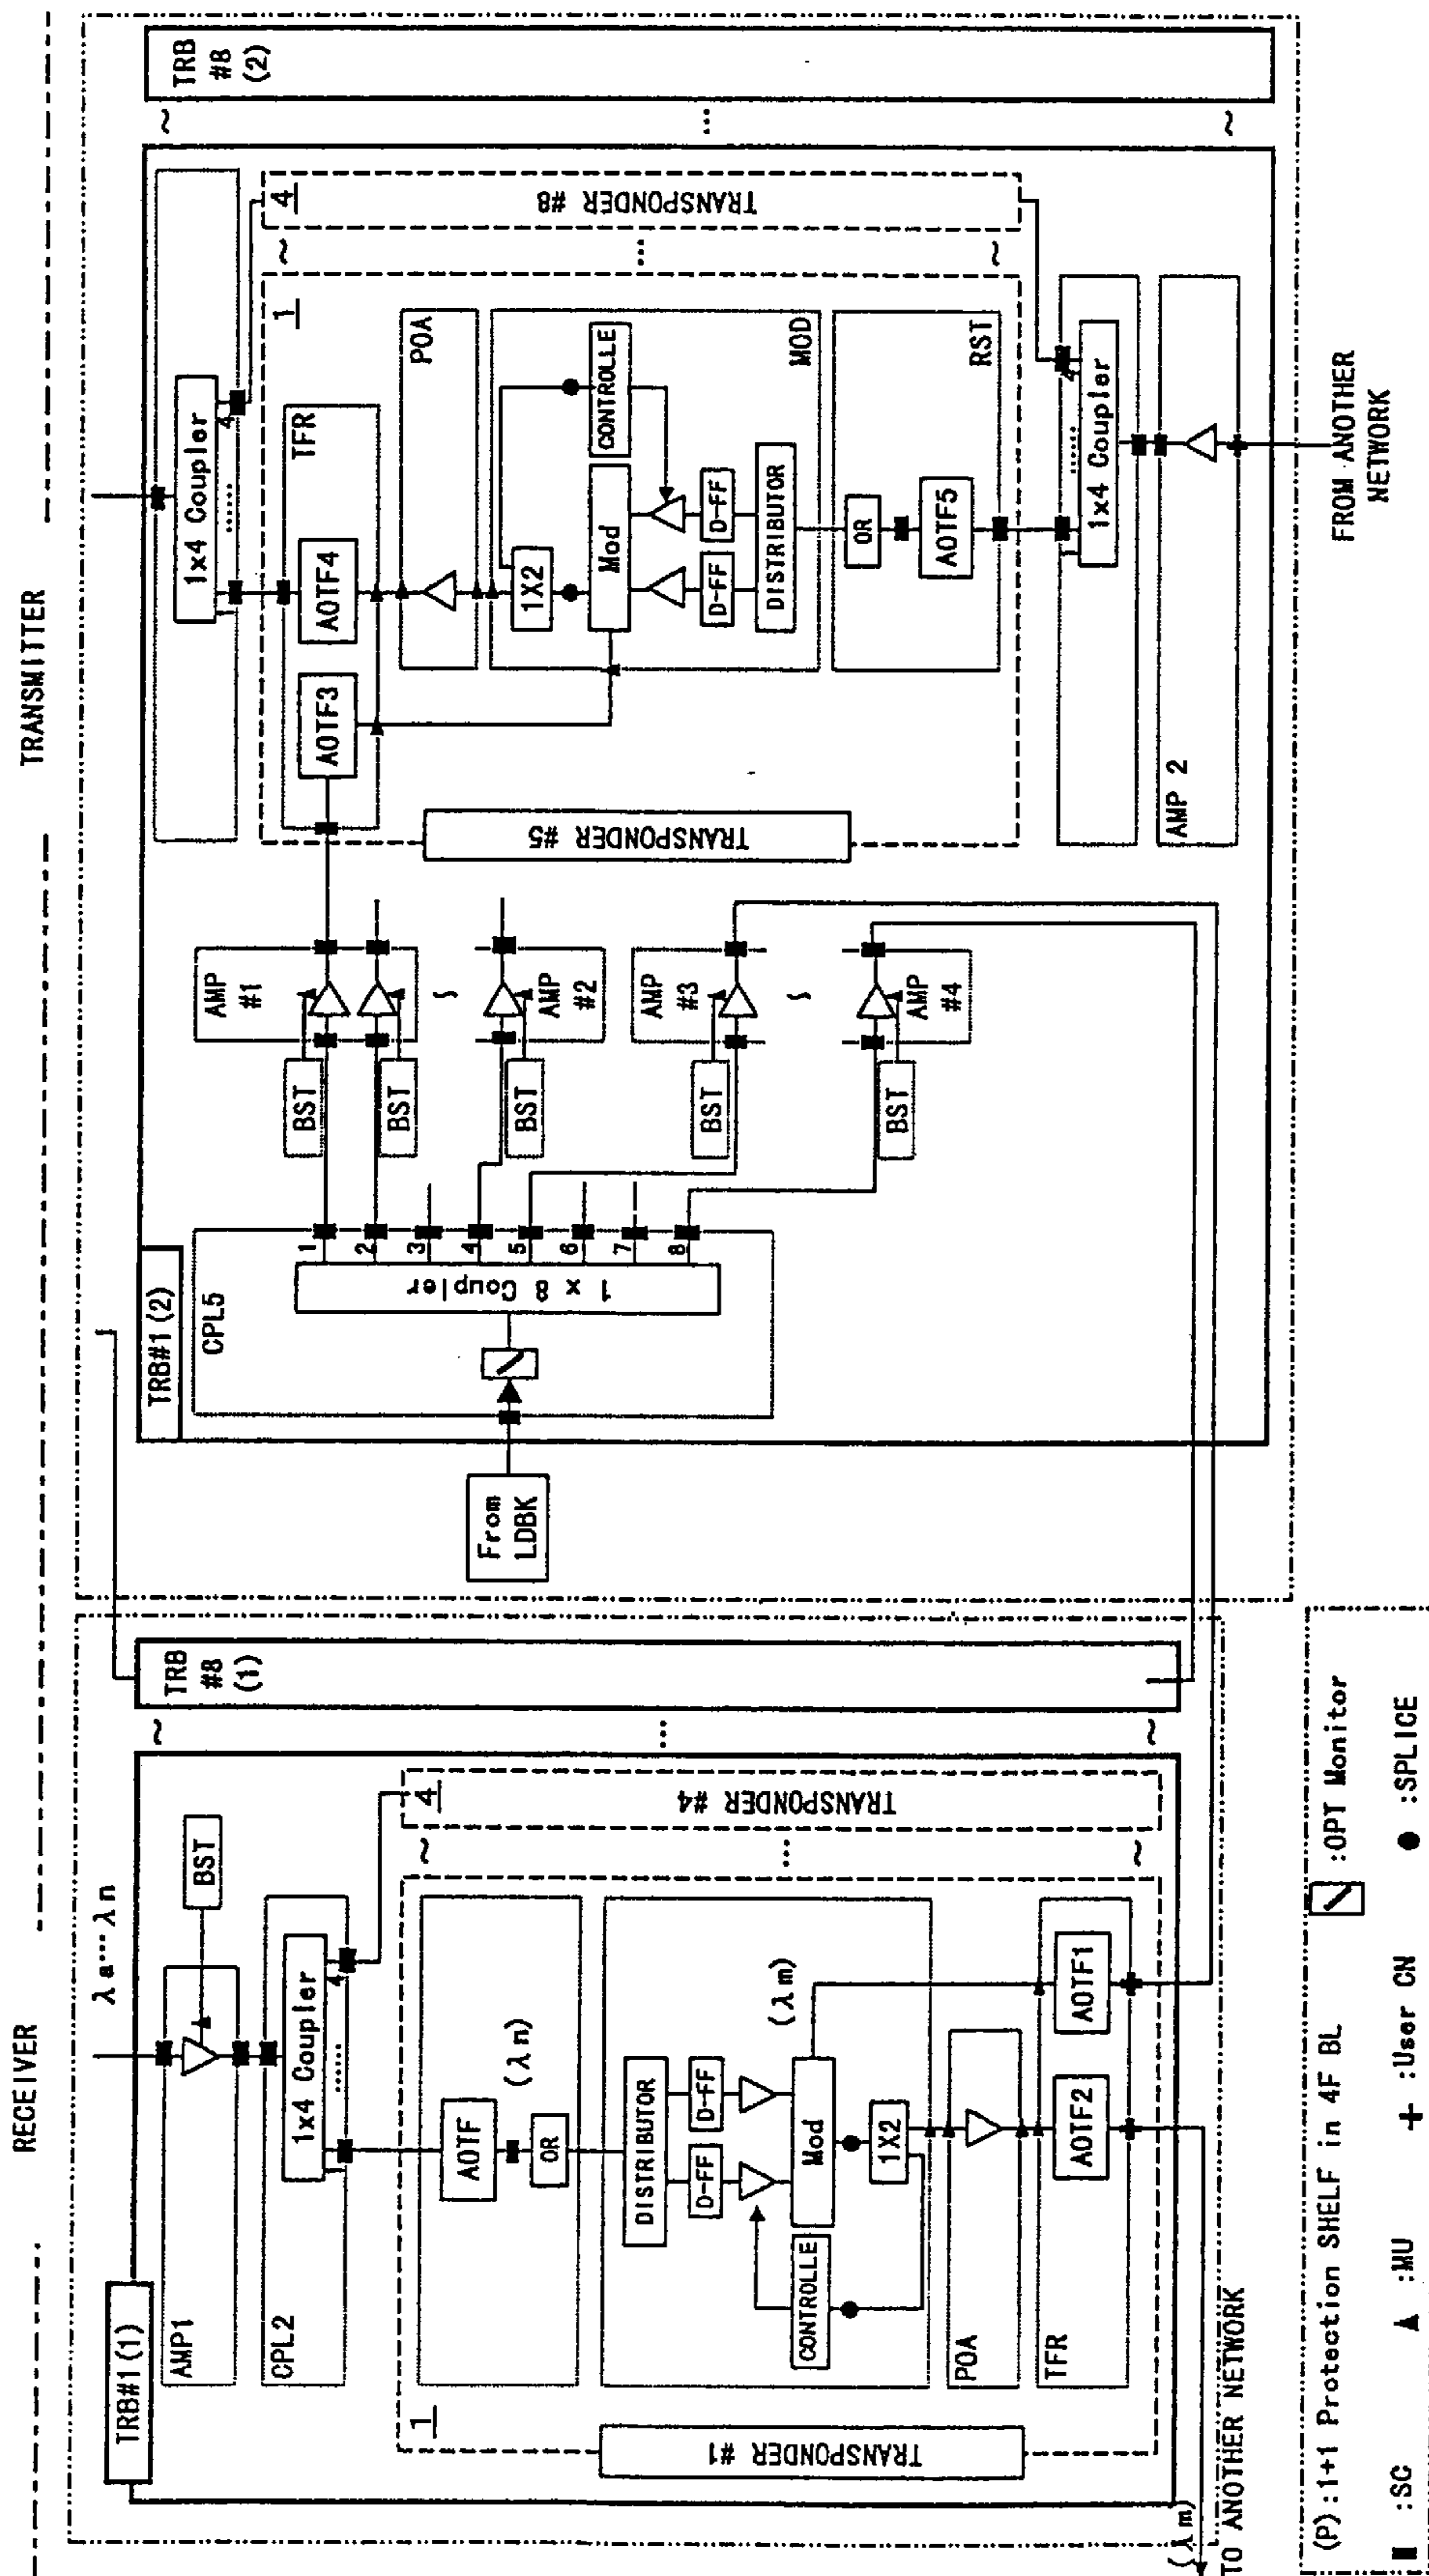 RECEIVER
TRANSMITTER
λa…λn
TRB#1(1)
AMP1
BST
CPL2
1x4 Coupler
1
4
1
AOTF
(λn)
OR
DISTRIBUTOR
D-FF
D-FF
Mod
(λm)
CONTROLLE
1X2
POA
TFR
AOTF2
AOTF1
TRANSPONDER #1
4
TRANSPONDER #4
TRB
#8
(1)
(λm)
TO ANOTHER NETWORK
From
LDBK
TRB#1(2)
CPL5
1 x 8 Coupler
1
2
3
4
5
6
7
8
BST
BST
BST
BST
BST
AMP
#1
AMP
#2
AMP
#3
AMP
#4
1x4 Coupler
1
4
1
TFR
AOTF3
AOTF4
POA
1X2
CONTROLLE
Mod
MOD
D-FF
D-FF
DISTRIBUTOR
OR
RST
AOTF5
TRANSPONDER #5
4
TRANSPONDER #8
1
4
1x4 Coupler
AMP 2
FROM ANOTHER
NETWORK
TRB
#8
(2)
(P):1+1 Protection SHELF in 4F BL
:OPT Monitor
:SC
:MU
:User CN
:SPLICE